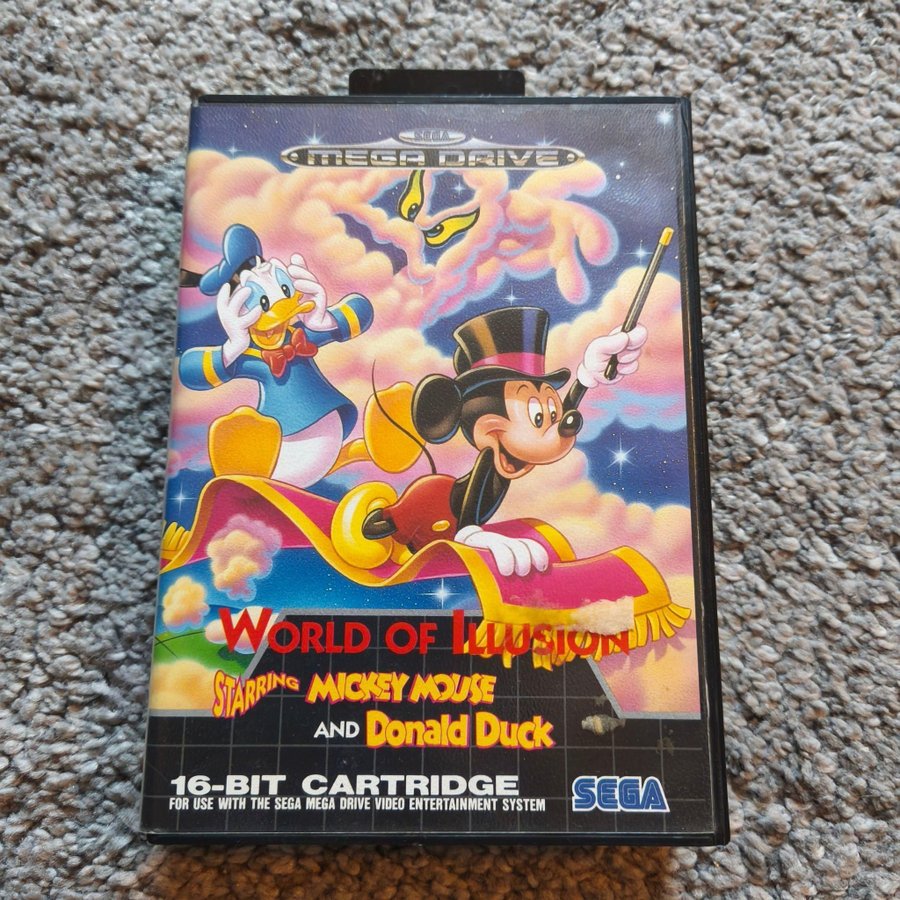 SEGA
MEGA DRIVE
WORLD OF ILLUSION
STARRING MICKEY MOUSE
AND Donald Duck
16-BIT CARTRIDGE
FOR USE WITH THE SEGA MEGA DRIVE VIDEO ENTERTAINMENT SYSTEM
SEGA